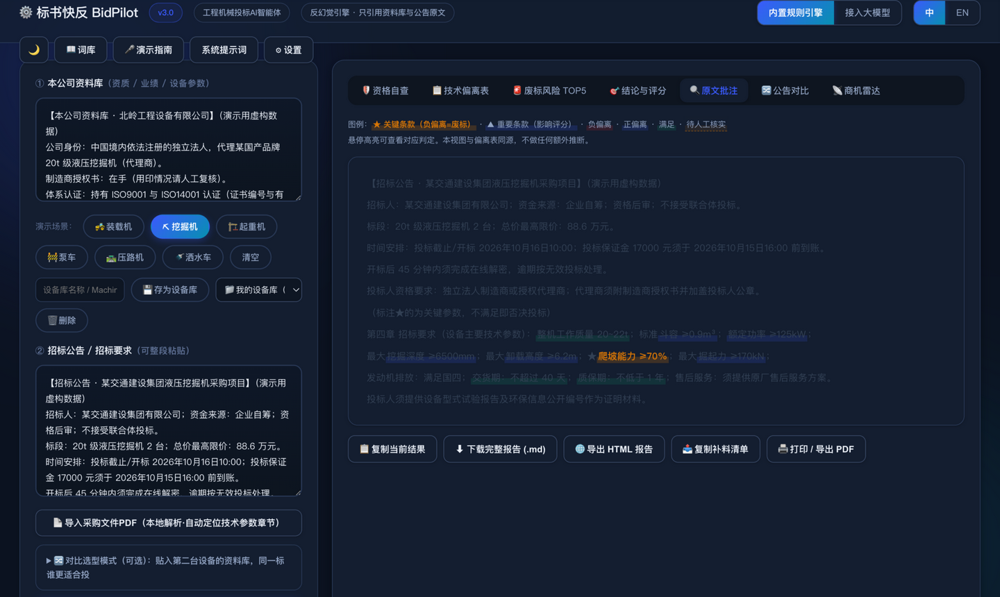 ⚙️ 标书快反 BidPilot
v3.0
工程机械投标AI智能体
反幻觉引擎 · 只引用资料库与公告原文
内置规则引擎
接入大模型
中
EN
🌙
📖 词库
🎤 演示指南
系统提示词
⚙ 设置
① 本公司资料库（资质 / 业绩 / 设备参数）
【本公司资料库 · 北岭工程设备有限公司】（演示用虚构数
据）
公司身份：中国境内依法注册的独立法人，代理某国产品牌
20t 级液压挖掘机（代理商）。
制造商授权书：在手（用印情况请人工复核）。
体系认证：持有 ISO9001 与 ISO14001 认证（证书编号与有
演示场景：
🚜装载机
⛏ 挖掘机
🏗️起重机
🚧泵车
🛣️压路机
🚿洒水车
清空
设备库名称 / Machir
💾存为设备库
📁 我的设备库（
🗑️删除
② 招标公告 / 招标要求（可整段粘贴）
【招标公告 · 某交通建设集团液压挖掘机采购项目】（演示用
虚构数据）
招标人：某交通建设集团有限公司；资金来源：企业自筹；资
格后审；不接受联合体投标。
标段：20t 级液压挖掘机 2 台；总价最高限价：88.6 万元。
时间安排：投标截止/开标 2026年10月16日10:00；投标保证
金 17000 元须于 2026年10月15日16:00 前到账。
开标后 45 分钟内须完成在线解密，逾期按无效投标处理。
📄 导入采购文件PDF（本地解析·自动定位技术参数章节）
▶ 🔀 对比选型模式（可选）：贴入第二台设备的资料库，同一标
谁更适合投
🛡️资格自查
📋技术偏离表
🚨废标风险 TOP5
🎯结论与评分
🔍原文批注
🔀公告对比
📡商机雷达
图例： ★ 关键条款（负偏离=废标） · ▲ 重要条款（影响评分） · 负偏离 · 正偏离 · 满足 · 待人工核实
悬停高亮可查看对应判定。本视图与偏离表同源，不做任何额外推断。
【招标公告 · 某交通建设集团液压挖掘机采购项目】（演示用虚构数据）
招标人：某交通建设集团有限公司；资金来源：企业自筹；资格后审；不接受联合体投标。
标段：20t 级液压挖掘机 2 台；总价最高限价：88.6 万元。
时间安排：投标截止/开标 2026年10月16日10:00；投标保证金 17000 元须于 2026年10月15日16:00 前到账。
开标后 45 分钟内须完成在线解密，逾期按无效投标处理。
投标人资格要求：独立法人制造商或授权代理商；代理商须附制造商授权书并加盖投标人公章。
（标注★的为关键参数，不满足即否决投标）
第四章 招标要求（设备主要技术参数）：整机工作质量 20~22t；标准斗容 ≥0.9m³；额定功率 ≥125kW；
最大挖掘深度 ≥6500mm；最大卸载高度 ≥6.2m；★爬坡能力 ≥70%；最大掘起力 ≥170kN；
发动机排放：满足国四；交货期：不超过 40 天；质保期：不低于 1 年；售后服务：须提供原厂售后服务方案。
投标人须提供设备型式试验报告及环保信息公开编号作为证明材料。
📋复制当前结果
⬇ 下载完整报告 (.md)
🌐导出 HTML 报告
📤复制补料清单
🖨️打印 / 导出 PDF